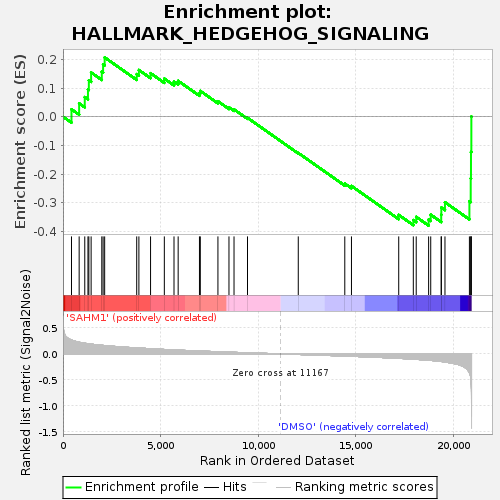 Enrichment plot:
HALLMARK_HEDGEHOG_SIGNALING
Enrichment score (ES)
0.2
0.1
0.0
-0.1
-0.2
-0.3
-0.4
'SAHM1' (positively correlated)
Ranked list metric (Signal2Noise)
0.5
0.0
-0.5
-1.0
-1.5
Zero cross at 11167
'DMSO' (negatively correlated)
0 5,000 10,000 15,000 20,000
Rank in Ordered Dataset
Enrichment profile Hits Ranking metric scores